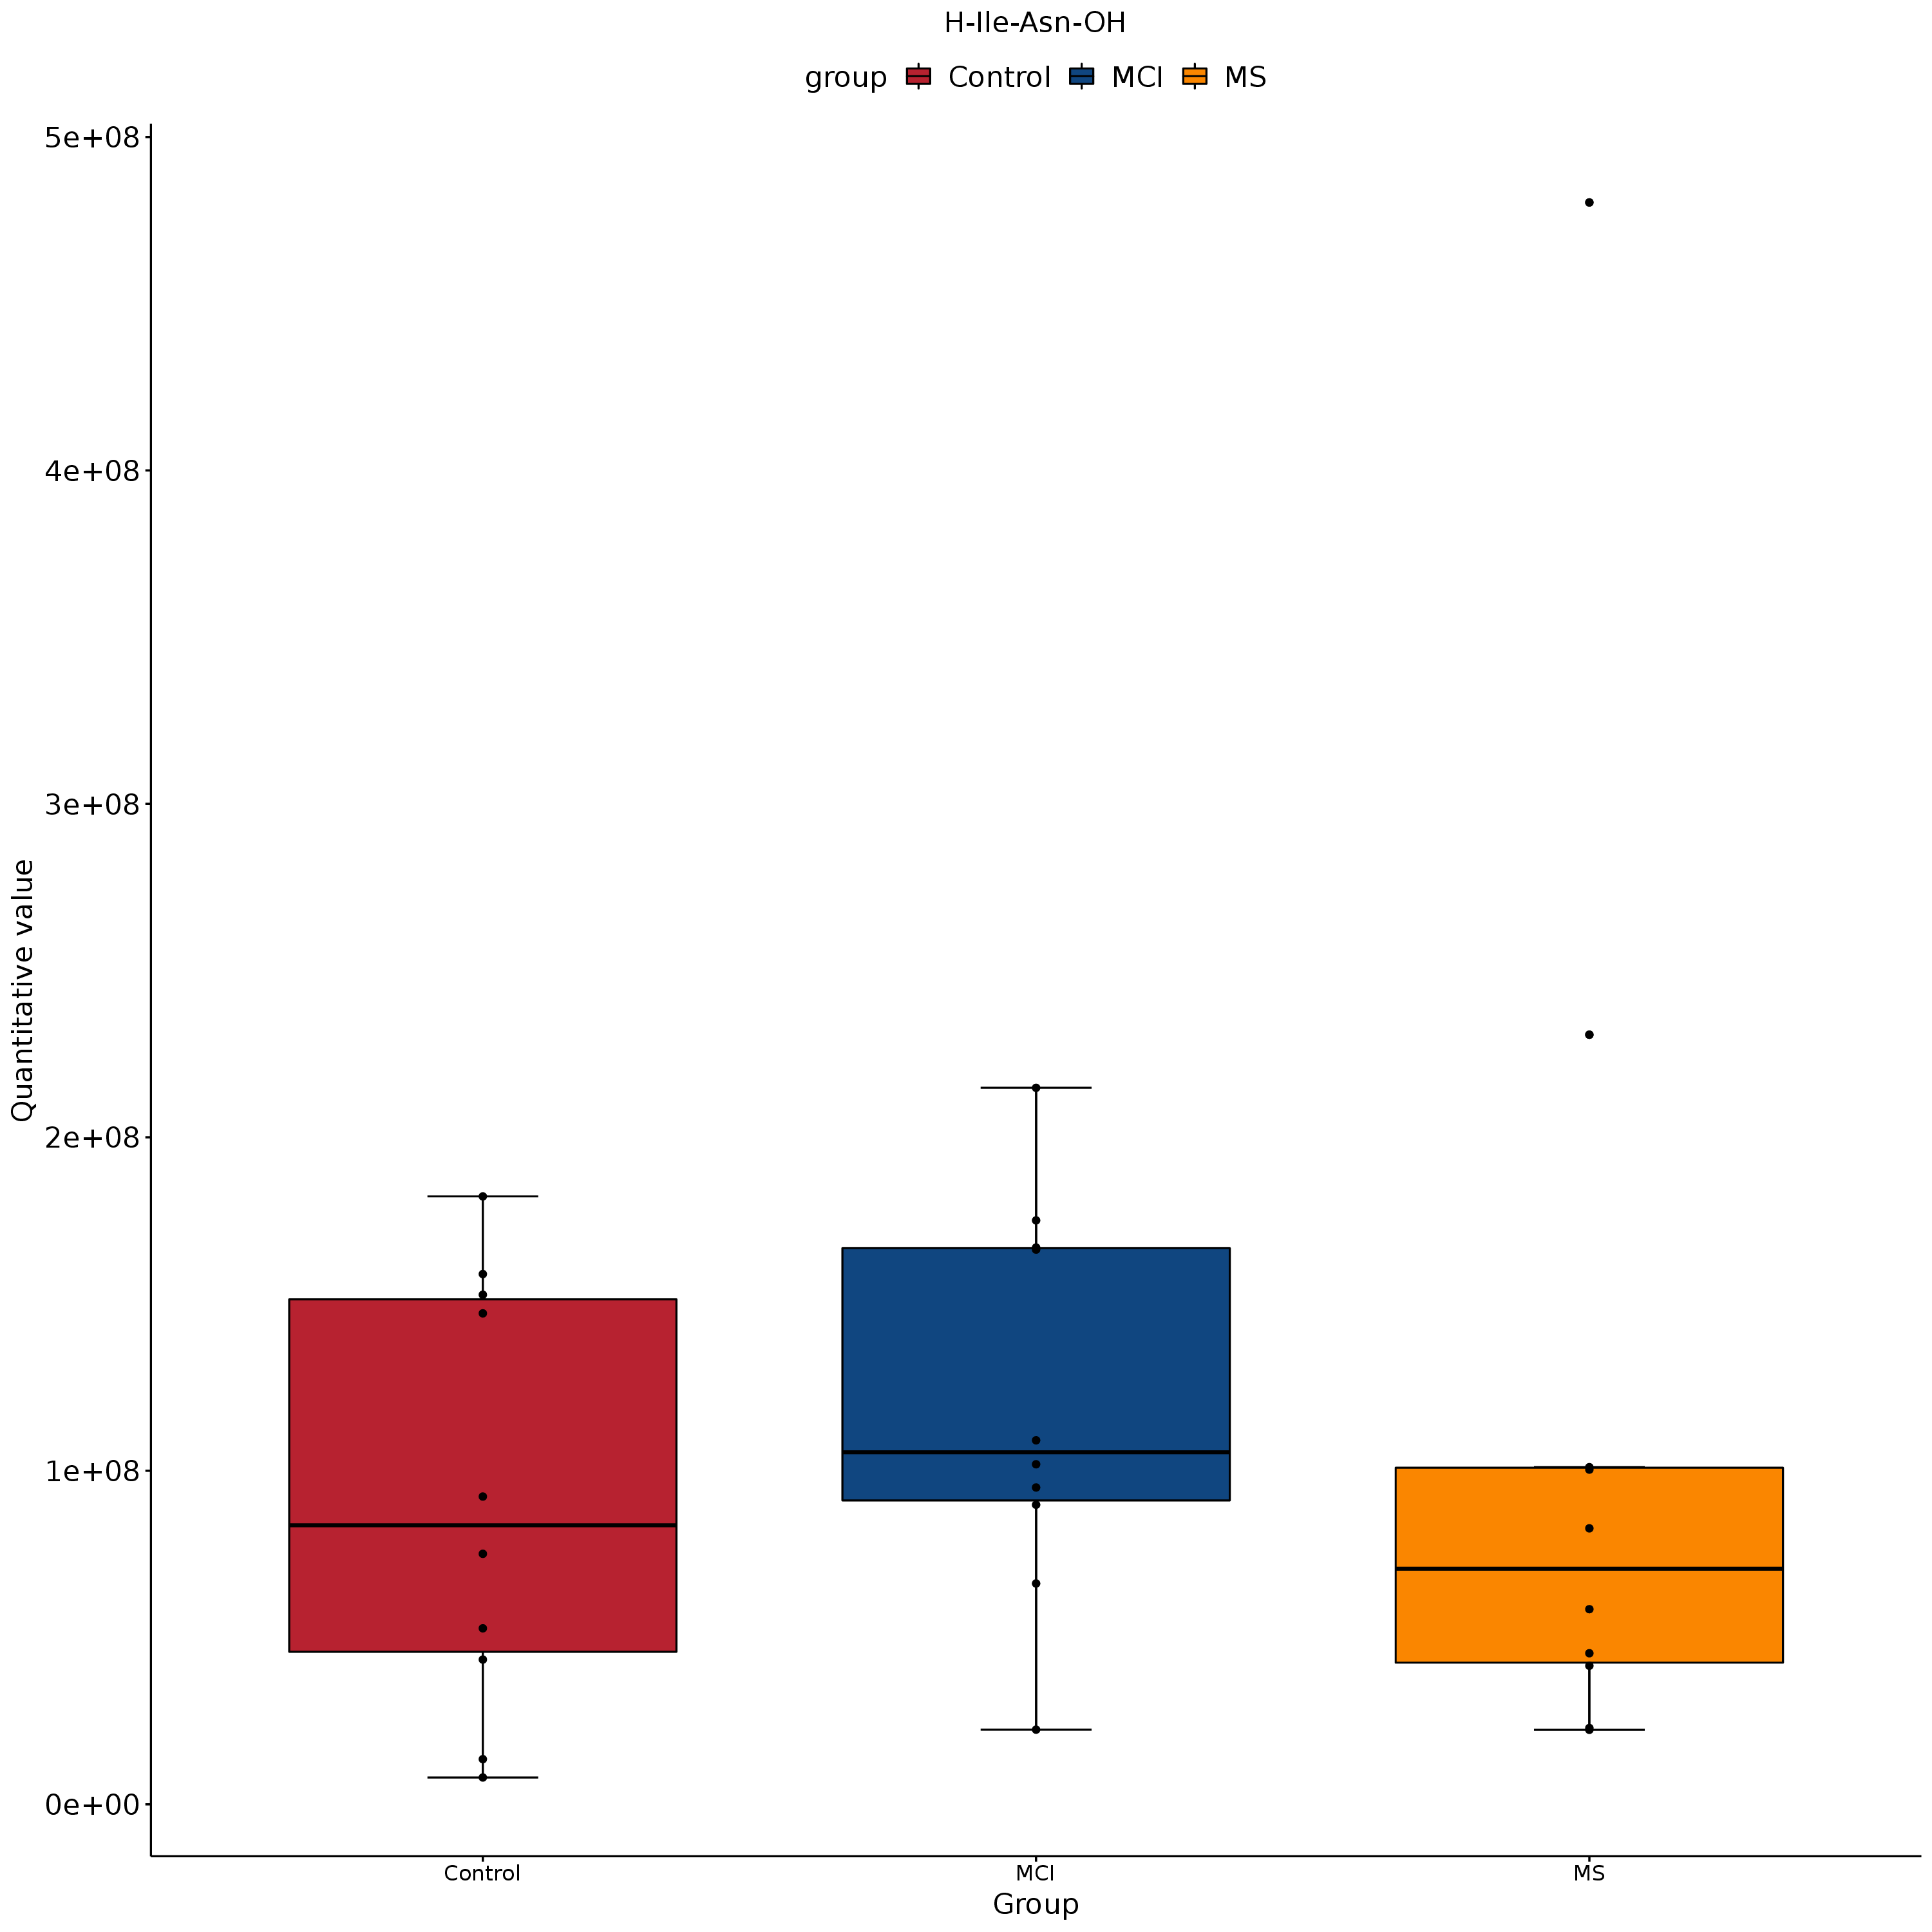 H-Ile-Asn-OH
group Control MCI MS
5e+08
4e+08
3e+08
2e+08
1e+08
0e+00
Quantitative value
Control MCI MS
Group